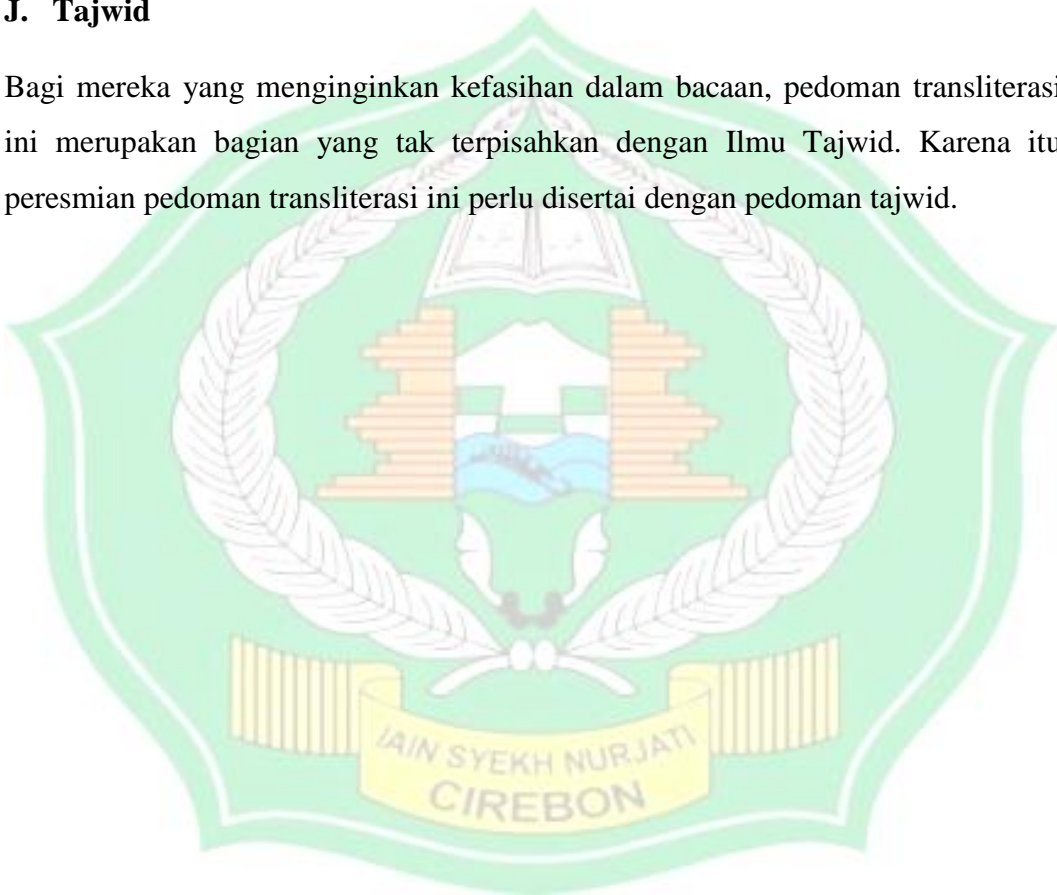 J. Tajwid
Bagi mereka yang menginginkan kefasihan dalam bacaan, pedoman transliterasi
ini merupakan bagian yang tak terpisahkan dengan Ilmu Tajwid. Karena itu
peresmian pedoman transliterasi ini perlu disertai dengan pedoman tajwid.
IAIN SYEKH NURJATI
CIREBON